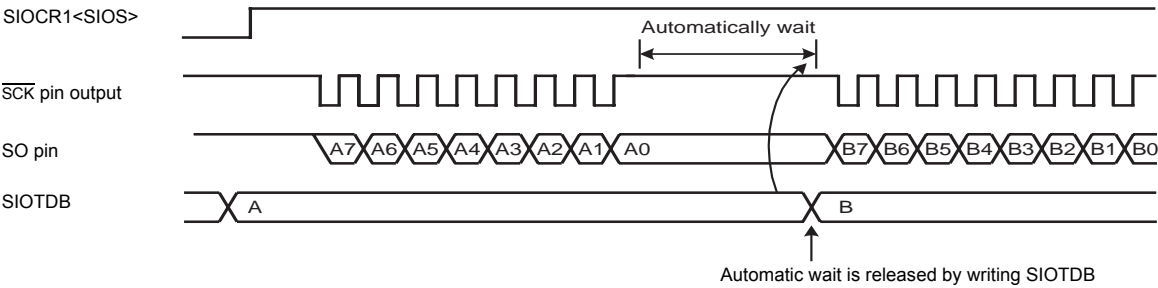 SIOCR1<SIOS>
Automatically wait
SCK pin output
SO pin
A7 A6 A5 A4 A3 A2 A1 A0 B7 B6 B5 B4 B3 B2 B1 B0
SIOTDB
A B
Automatic wait is released by writing SIOTDB